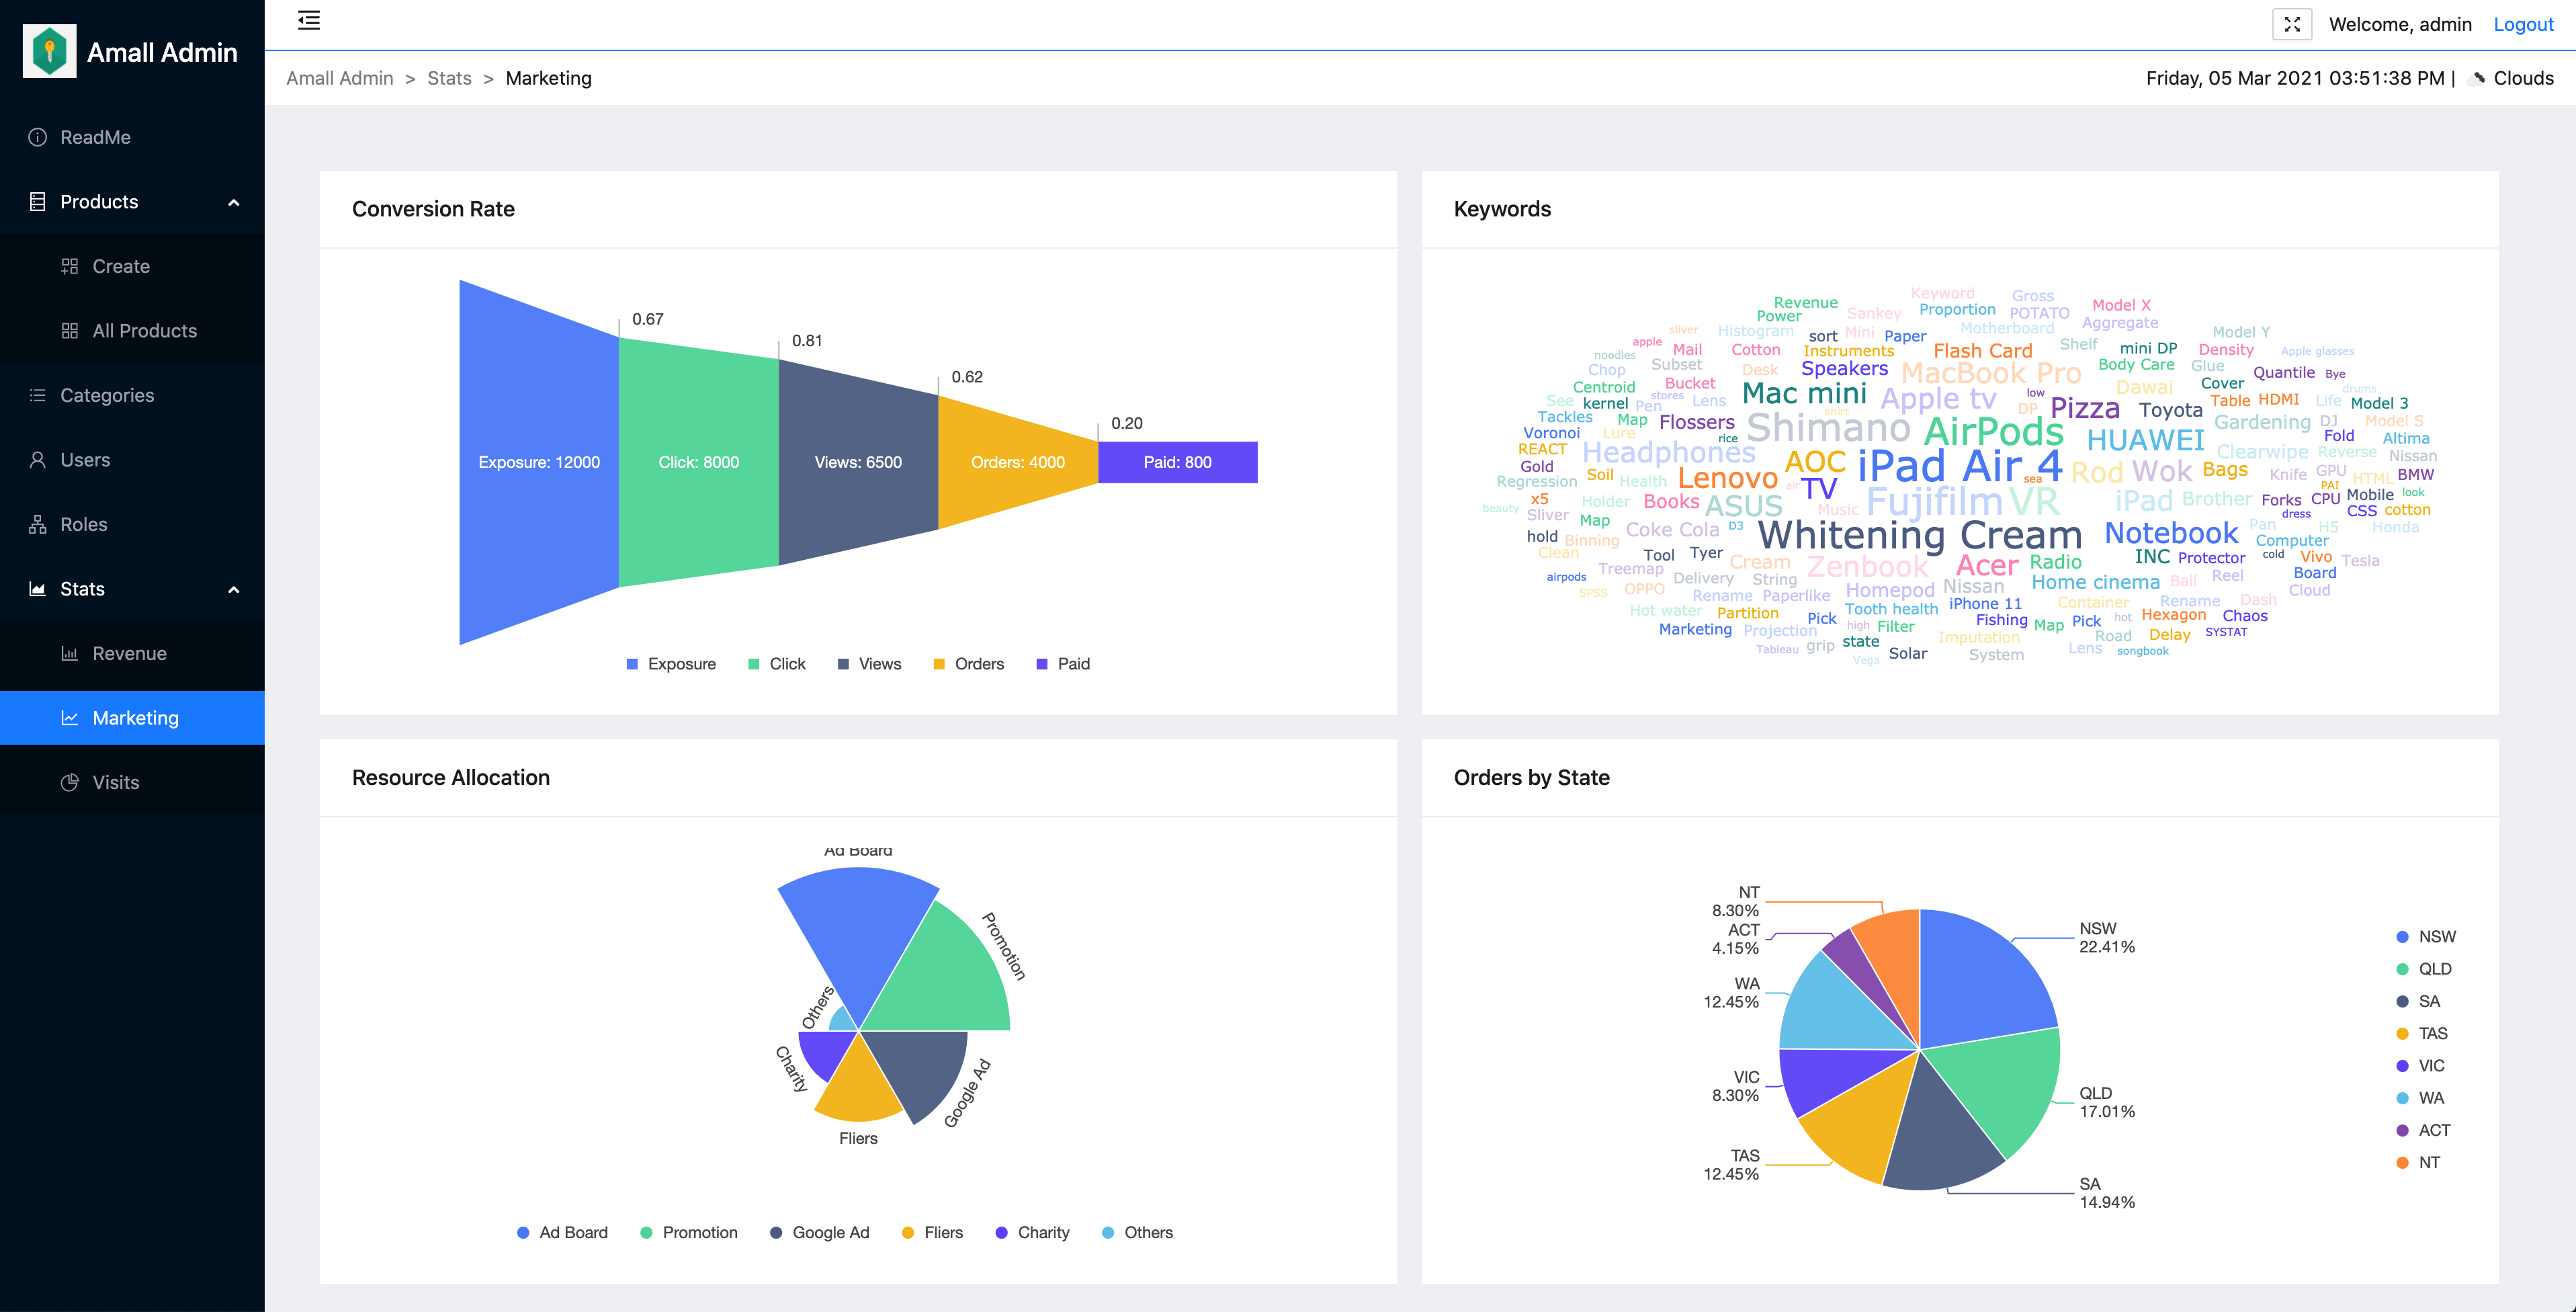 Amall Admin
ReadMe
Products
Create
All Products
Categories
Users
Roles
Stats
Revenue
Marketing
Visits
Welcome, admin Logout
Amall Admin > Stats > Marketing
Friday, 05 Mar 2021 03:51:38 PM | Clouds
Conversion Rate
0.67
0.81
0.62
0.20
Exposure: 12000 Click: 8000 Views: 6500 Orders: 4000 Paid: 800
Exposure Click Views Orders Paid
Keywords
Keyword Gross
Revenue Model X
Power Sankey Proportion POTATO
sliver Histogram sort Mini Paper Motherboard Aggregate Model Y
apple Mail Cotton Instruments Flash Card Shelf mini DP Density Apple glasses
noodles Chop Subset Desk Speakers MacBook Pro Body Care Glue Quantile Bye
Centroid Bucket Mac mini Apple tv low Dawai Cover drums
See kernel Pen stores Lens shirt DP Pizza Toyota Table HDMI Life Model 3
Tackles Map Flossers Shimano AirPods HUAWEI Gardening DJ Model S
Voronoi Lure rice Fold Altima
REACT Headphones AOC iPad Air 4 Rod Wok Clearwipe Reverse Nissan
Gold Soil Health Lenovo air TV sea Bags Knife GPU HTML BMW
Regression x5 Holder Books ASUS Fujifilm VR iPad Brother Forks CPU PAI Mobile look
beauty Sliver Map Music dress CSS cotton
hold Binning Coke Cola D3 Whitening Cream Notebook Pan H5 Honda
Clean Tool Tyer Computer
airpods Treemap Cream Zenbook Acer Radio INC Protector cold Vivo Tesla
SPSS OPPO Delivery String Homepod Nissan Home cinema Ball Reel Board
Rename Paperlike Cloud
Hot water Partition Tooth health iPhone 11 Container Rename Dash
Marketing Projection Pick high Filter Fishing Map Pick hot Hexagon Chaos
Tableau grip state Imputation Road Delay SYSTAT
Vega Solar System Lens songbook
Resource Allocation
Ad Board
Promotion
Others
Charity
Google Ad
Fliers
Ad Board Promotion Google Ad Fliers Charity Others
Orders by State
NT
8.30%
ACT
4.15%
WA
12.45%
VIC
8.30%
TAS
12.45%
NSW
22.41%
QLD
17.01%
SA
14.94%
NSW
QLD
SA
TAS
VIC
WA
ACT
NT